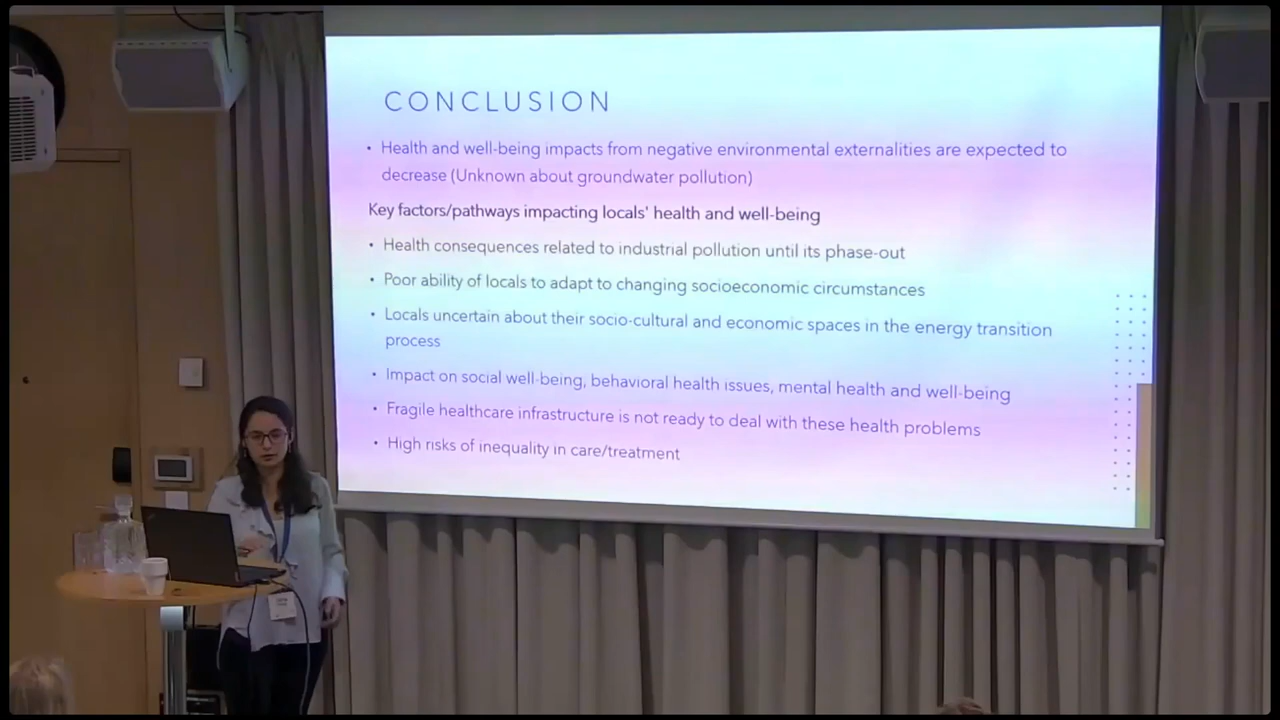 CONCLUSION
• Health and well-being impacts from negative environmental externalities are expected to
decrease (Unknown about groundwater pollution)
Key factors/pathways impacting locals' health and well-being
• Health consequences related to industrial pollution until its phase-out
• Poor ability of locals to adapt to changing socioeconomic circumstances
• Locals uncertain about their socio-cultural and economic spaces in the energy transition
process
• Impact on social well-being, behavioral health issues, mental health and well-being
• Fragile healthcare infrastructure is not ready to deal with these health problems
• High risks of inequality in care/treatment